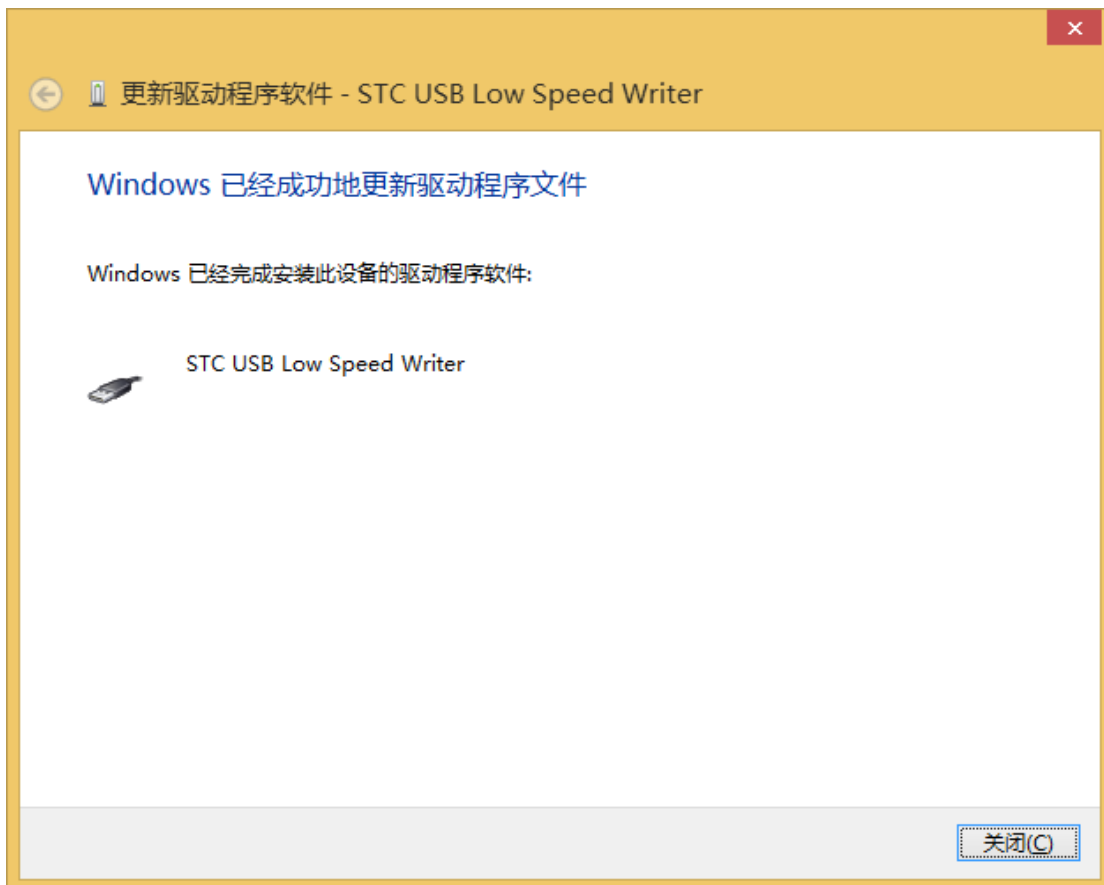 更新驱动程序软件 - STC USB Low Speed Writer
Windows 已经成功地更新驱动程序文件
Windows 已经完成安装此设备的驱动程序软件:
STC USB Low Speed Writer
关闭(C)